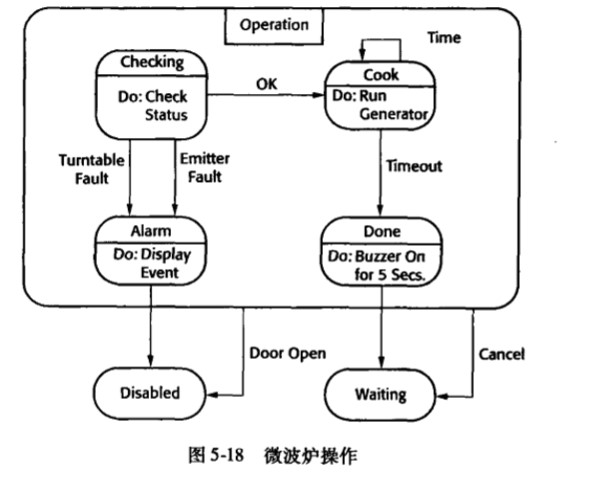 Operation
Time
Checking
Do: Check
Status
OK
Cook
Do: Run
Generator
Turntable
Fault
Emitter
Fault
Timeout
Alarm
Do: Display
Event
Done
Do: Buzzer On
for 5 Secs.
Door Open
Cancel
Disabled
Waiting
图 5-18 微波炉操作